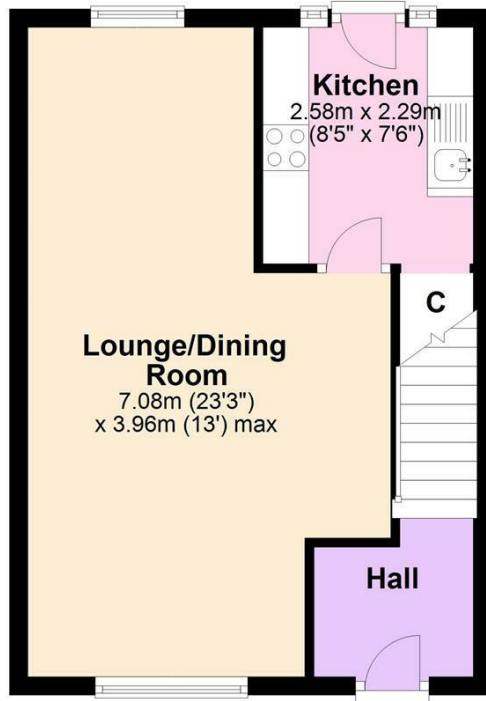 Kitchen
2.58m x 2.29m
(8'5" x 7'6")
C
Lounge/Dining
Room
7.08m (23'3")
x 3.96m (13') max
Hall